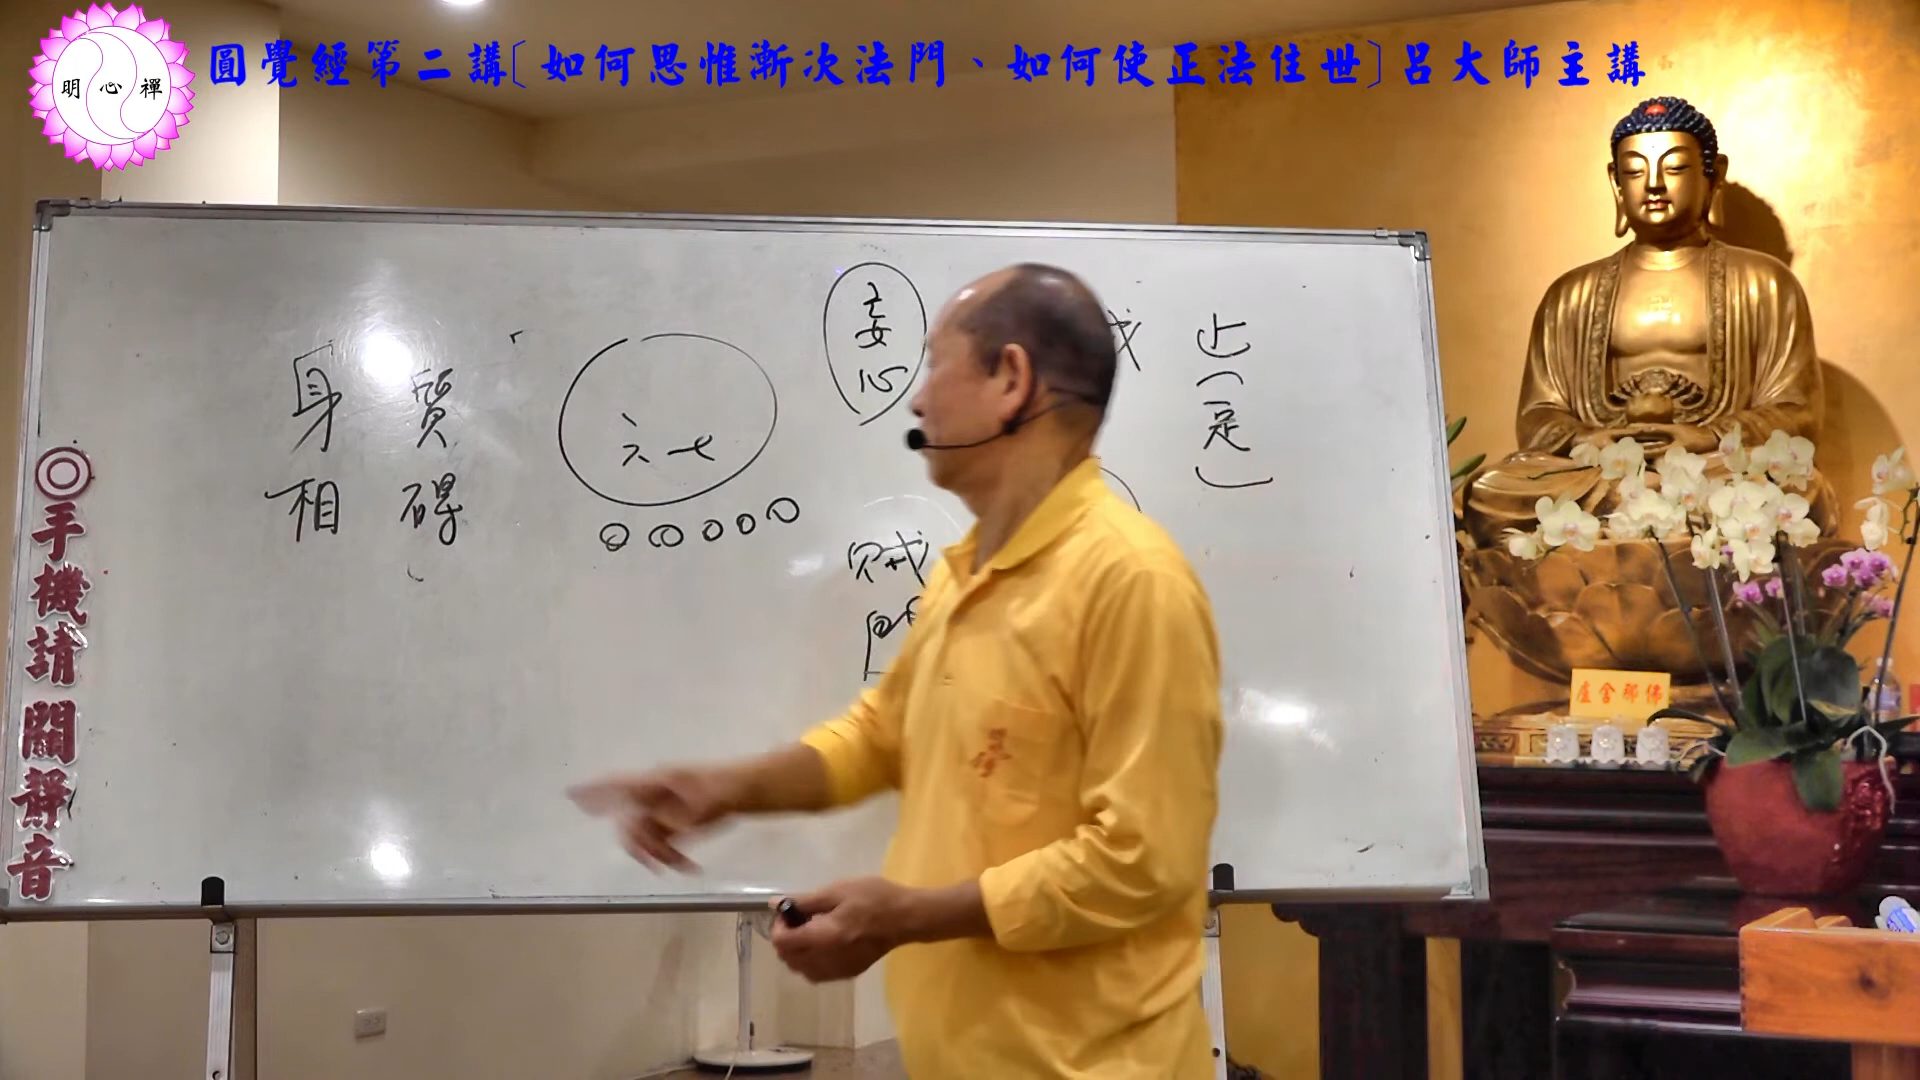 圓覺經第二講〔如何思惟漸次法門、如何使正法住世〕呂大師主講
明心禪
身相
質礙
六七
妄心
賊
止(足)
◎手機請關靜音
盧舍那佛